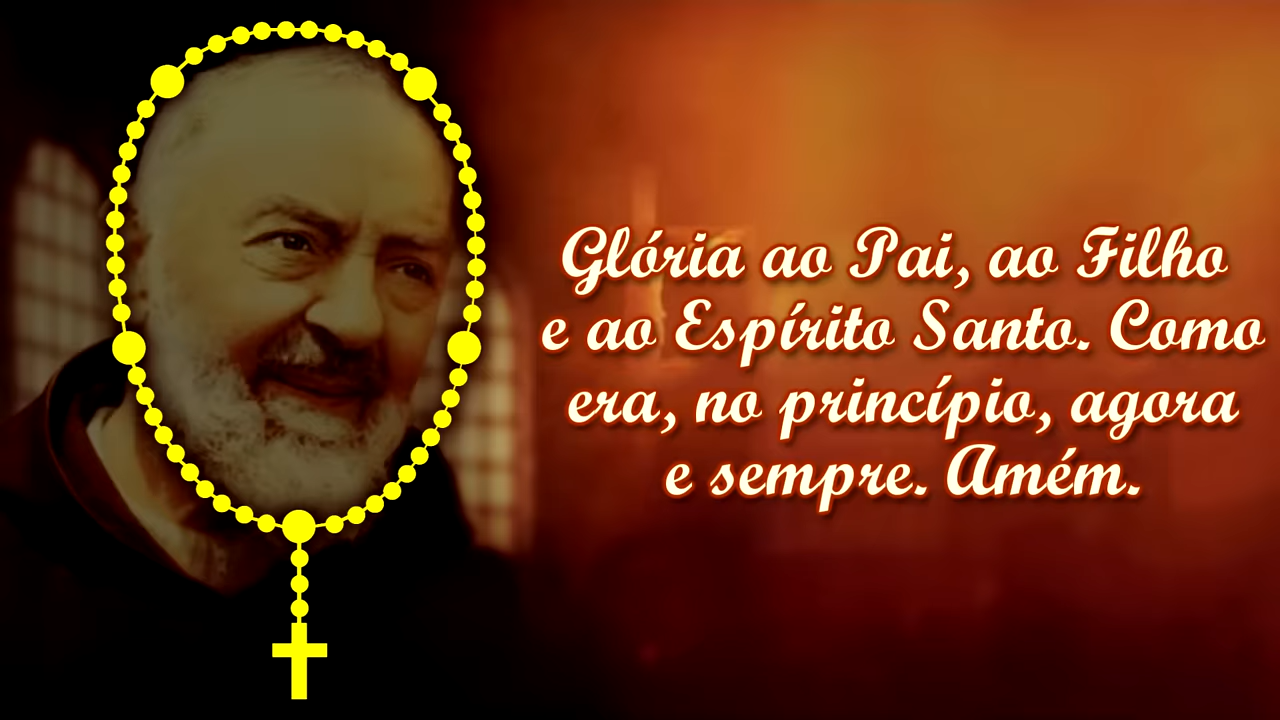 Glória ao Pai, ao Filho
e ao Espírito Santo. Como
era, no princípio, agora
e sempre. Amém.